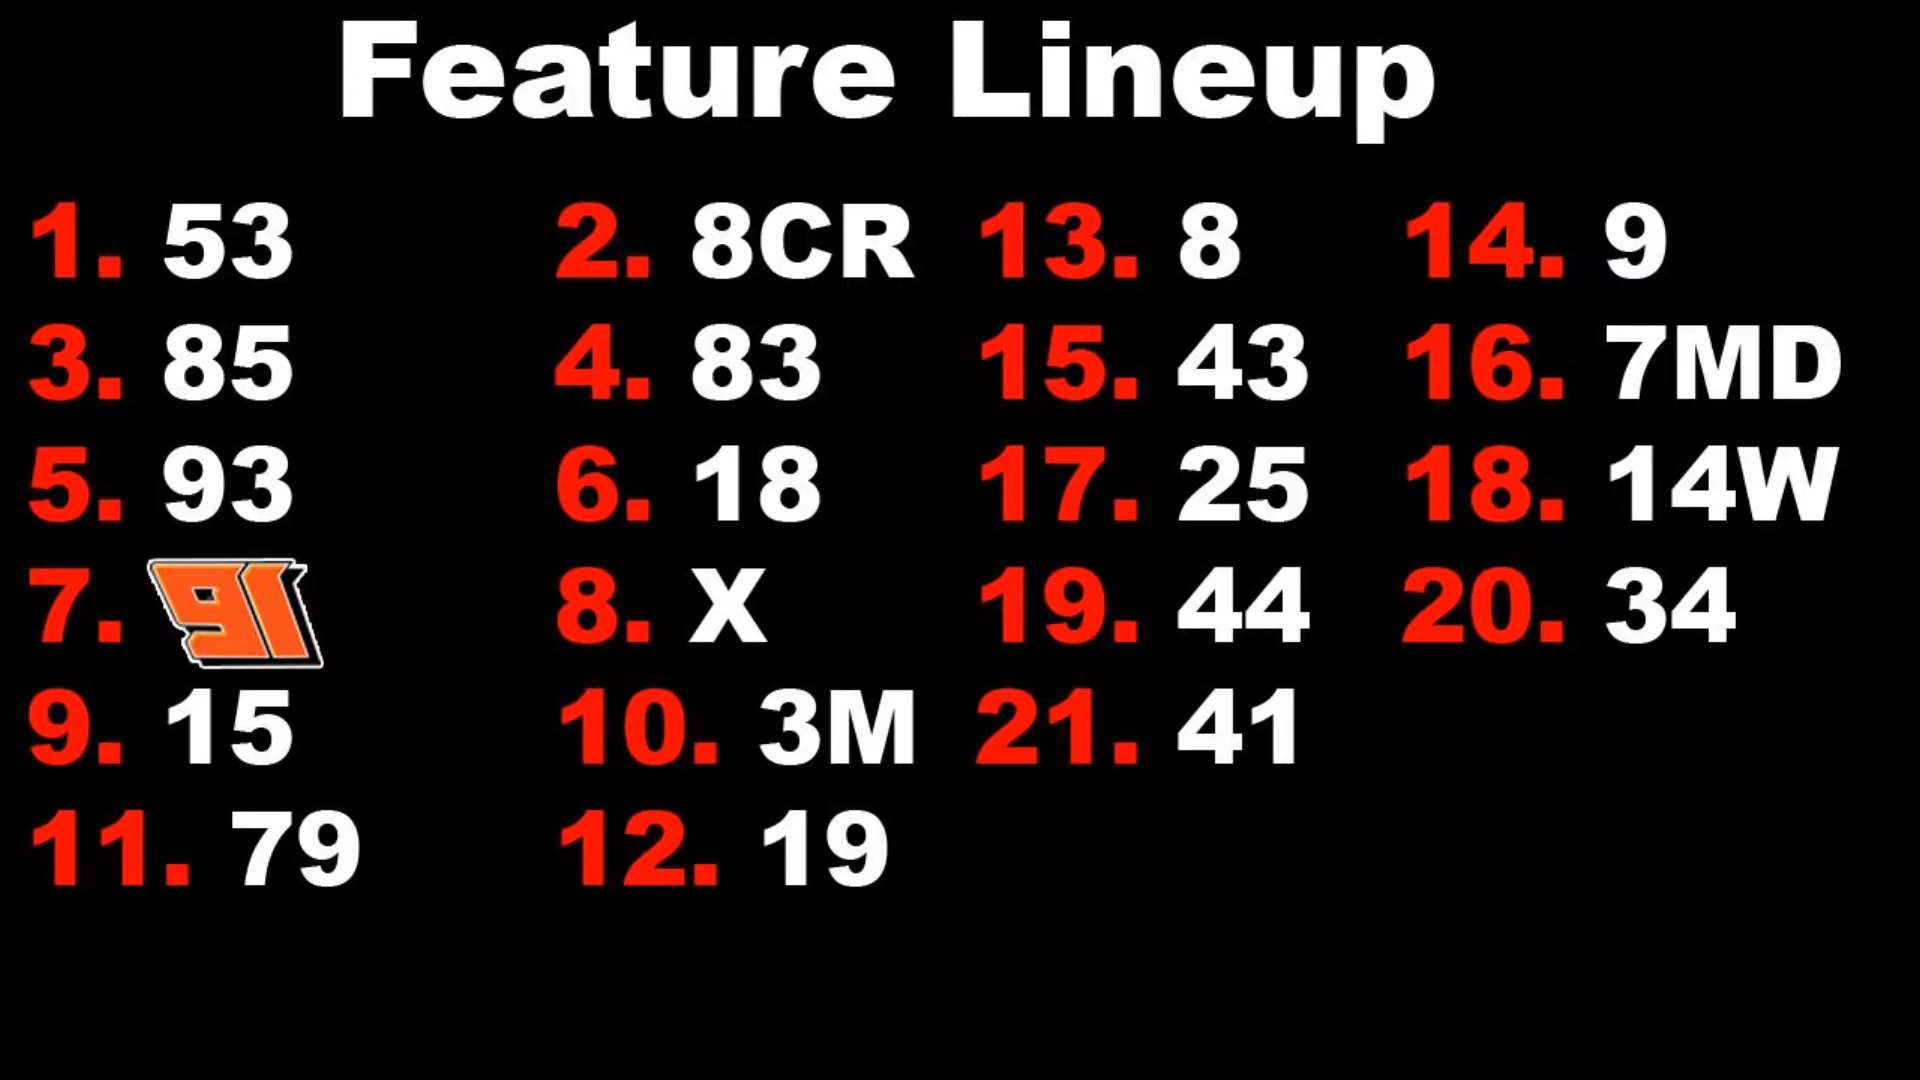 Feature Lineup
1. 53 2. 8CR 13. 8 14. 9
3. 85 4. 83 15. 43 16. 7MD
5. 93 6. 18 17. 25 18. 14W
7. 91 8. X 19. 44 20. 34
9. 15 10. 3M 21. 41
11. 79 12. 19